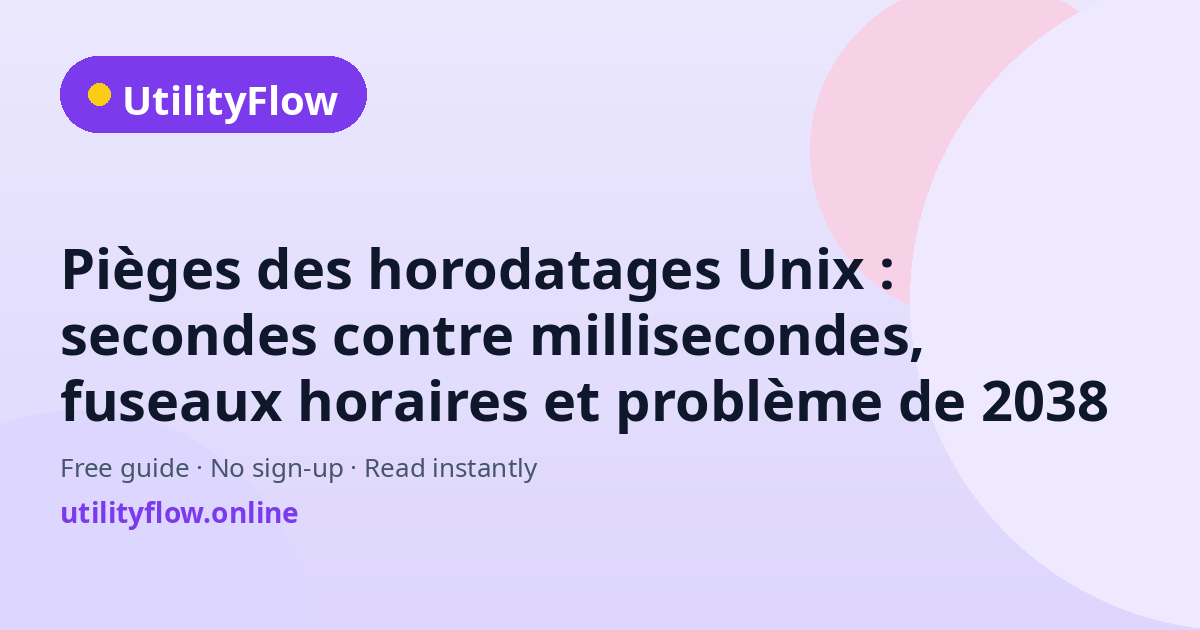 UtilityFlow
Pièges des horodatages Unix :
secondes contre millisecondes,
fuseaux horaires et problème de 2038
Free guide · No sign-up · Read instantly
utilityflow.online